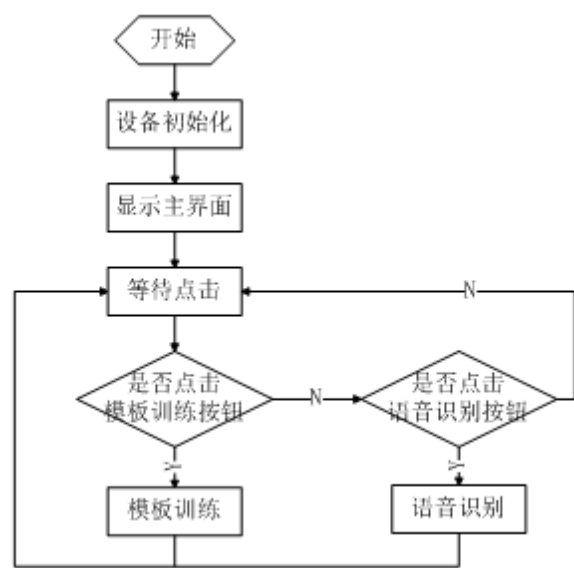 开始
设备初始化
显示主界面
等待点击
N
是否点击
模板训练按钮
N
是否点击
语音识别按钮
Y
Y
模板训练
语音识别